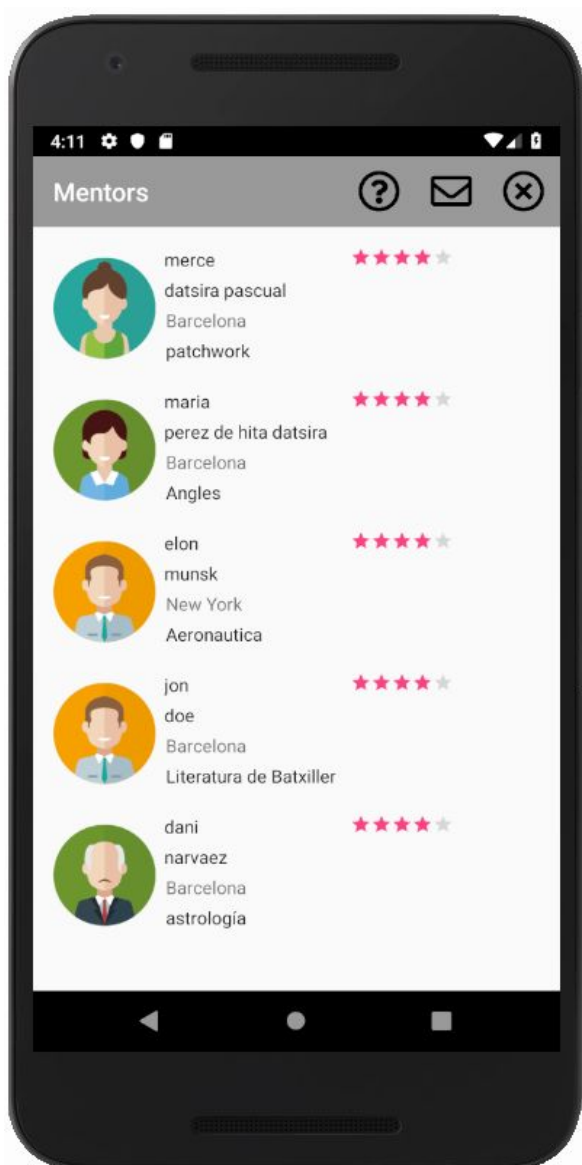 4:11
Mentors
merce
datsira pascual
Barcelona
patchwork
maria
perez de hita datsira
Barcelona
Angles
elon
munsk
New York
Aeronautica
jon
doe
Barcelona
Literatura de Batxiller
dani
narvaez
Barcelona
astrología